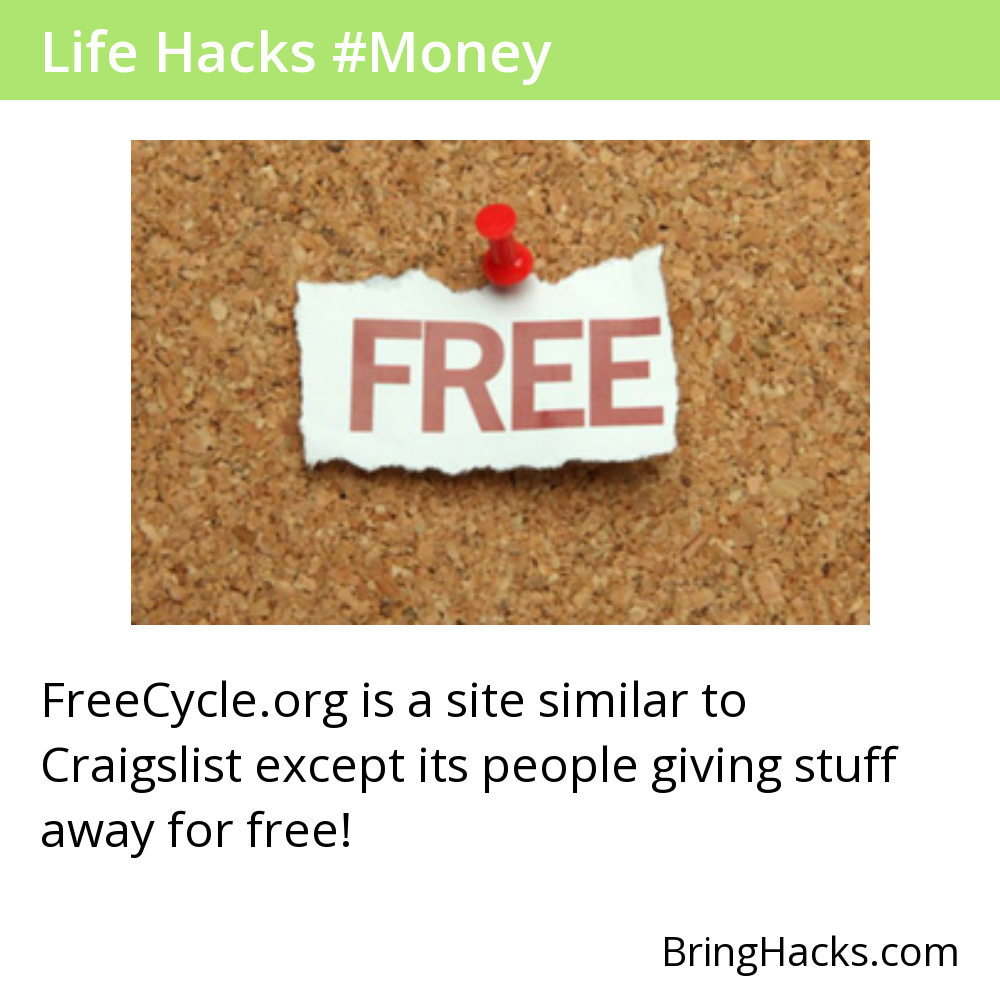 Life Hacks #Money
FREE
FreeCycle.org is a site similar to
Craigslist except its people giving stuff
away for free!
BringHacks.com